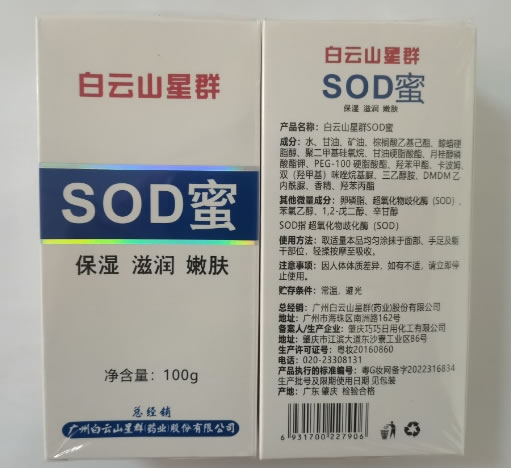 白云山星群
SOD蜜
保湿 滋润 嫩肤
净含量：100g
总经销
广州白云山星群(药业)股份有限公司
白云山星群
SOD蜜
保湿 滋润 嫩肤
产品名称：白云山星群SOD蜜
成分：水、甘油、矿油、棕榈酸乙基己酯、鲸蜡硬
脂醇、聚二甲基硅氧烷、甘油硬脂酸酯、月桂醇磷
酸酯钾、PEG-100 硬脂酸酯、羟苯甲酯、卡波姆、
双（羟甲基）咪唑烷基脲、三乙醇胺、DMDM 乙
内酰脲、香精、羟苯丙酯
其他微量成分：卵磷脂、超氧化物歧化酶（SOD）、
苯氧乙醇、1,2-戊二醇、辛甘醇
SOD指 超氧化物歧化酶（SOD）
使用方法：取适量本品均匀涂抹于面部、手足及躯
干部位，轻揉按摩至吸收。
注意事项：因人体体质差异，如有不适，请立即停
止使用。
贮存条件：常温，避光
总经销：广州白云山星群(药业)股份有限公司
地址：广州市海珠区南洲路162号
备案人/生产企业：肇庆巧巧日用化工有限公司
地址：肇庆市江滨大道东沙寮工业区86号
生产许可证号：粤妆20160860
电话：020-23308131
产品执行的标准编号：粤G妆网备字2022316834
生产批号及限期使用日期 见包装
产地：广东 肇庆 检验合格
6 931700 227906